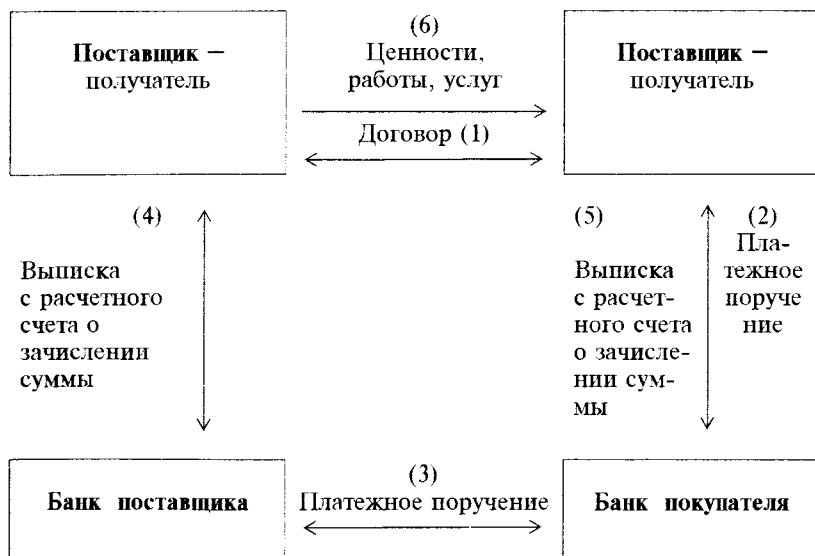 Поставщик —
получатель
(6)
Ценности,
работы, услуг
Договор (1)
Поставщик —
получатель
(4)
Выписка
с расчетного
счета о
зачислении
суммы
(5)
Выписка
с расчет-
ного счета
о зачисле-
нии сум-
мы
(2)
Пла-
тежное
поруче
ние
Банк поставщика
(3)
Платежное поручение
Банк покупателя